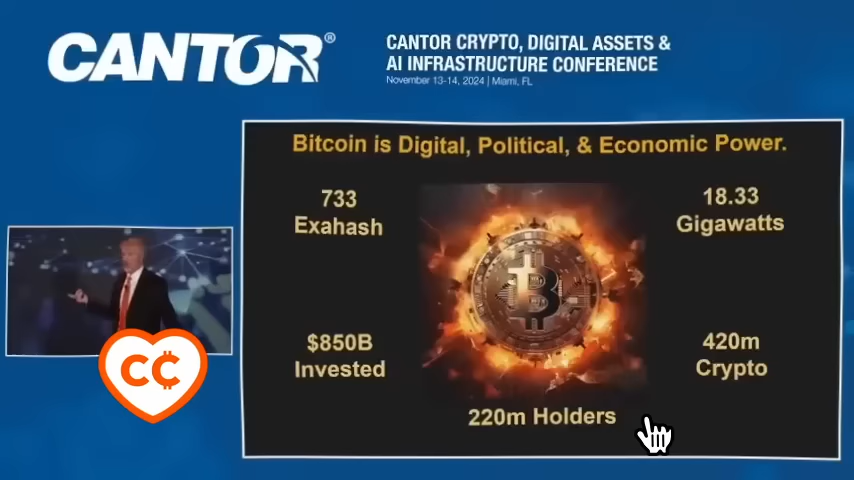 CANTOR®
CANTOR CRYPTO, DIGITAL ASSETS &
AI INFRASTRUCTURE CONFERENCE
November 13-14, 2024 | Miami, FL
Bitcoin is Digital, Political, & Economic Power.
733
Exahash
18.33
Gigawatts
$850B
Invested
420m
Crypto
220m Holders
CC